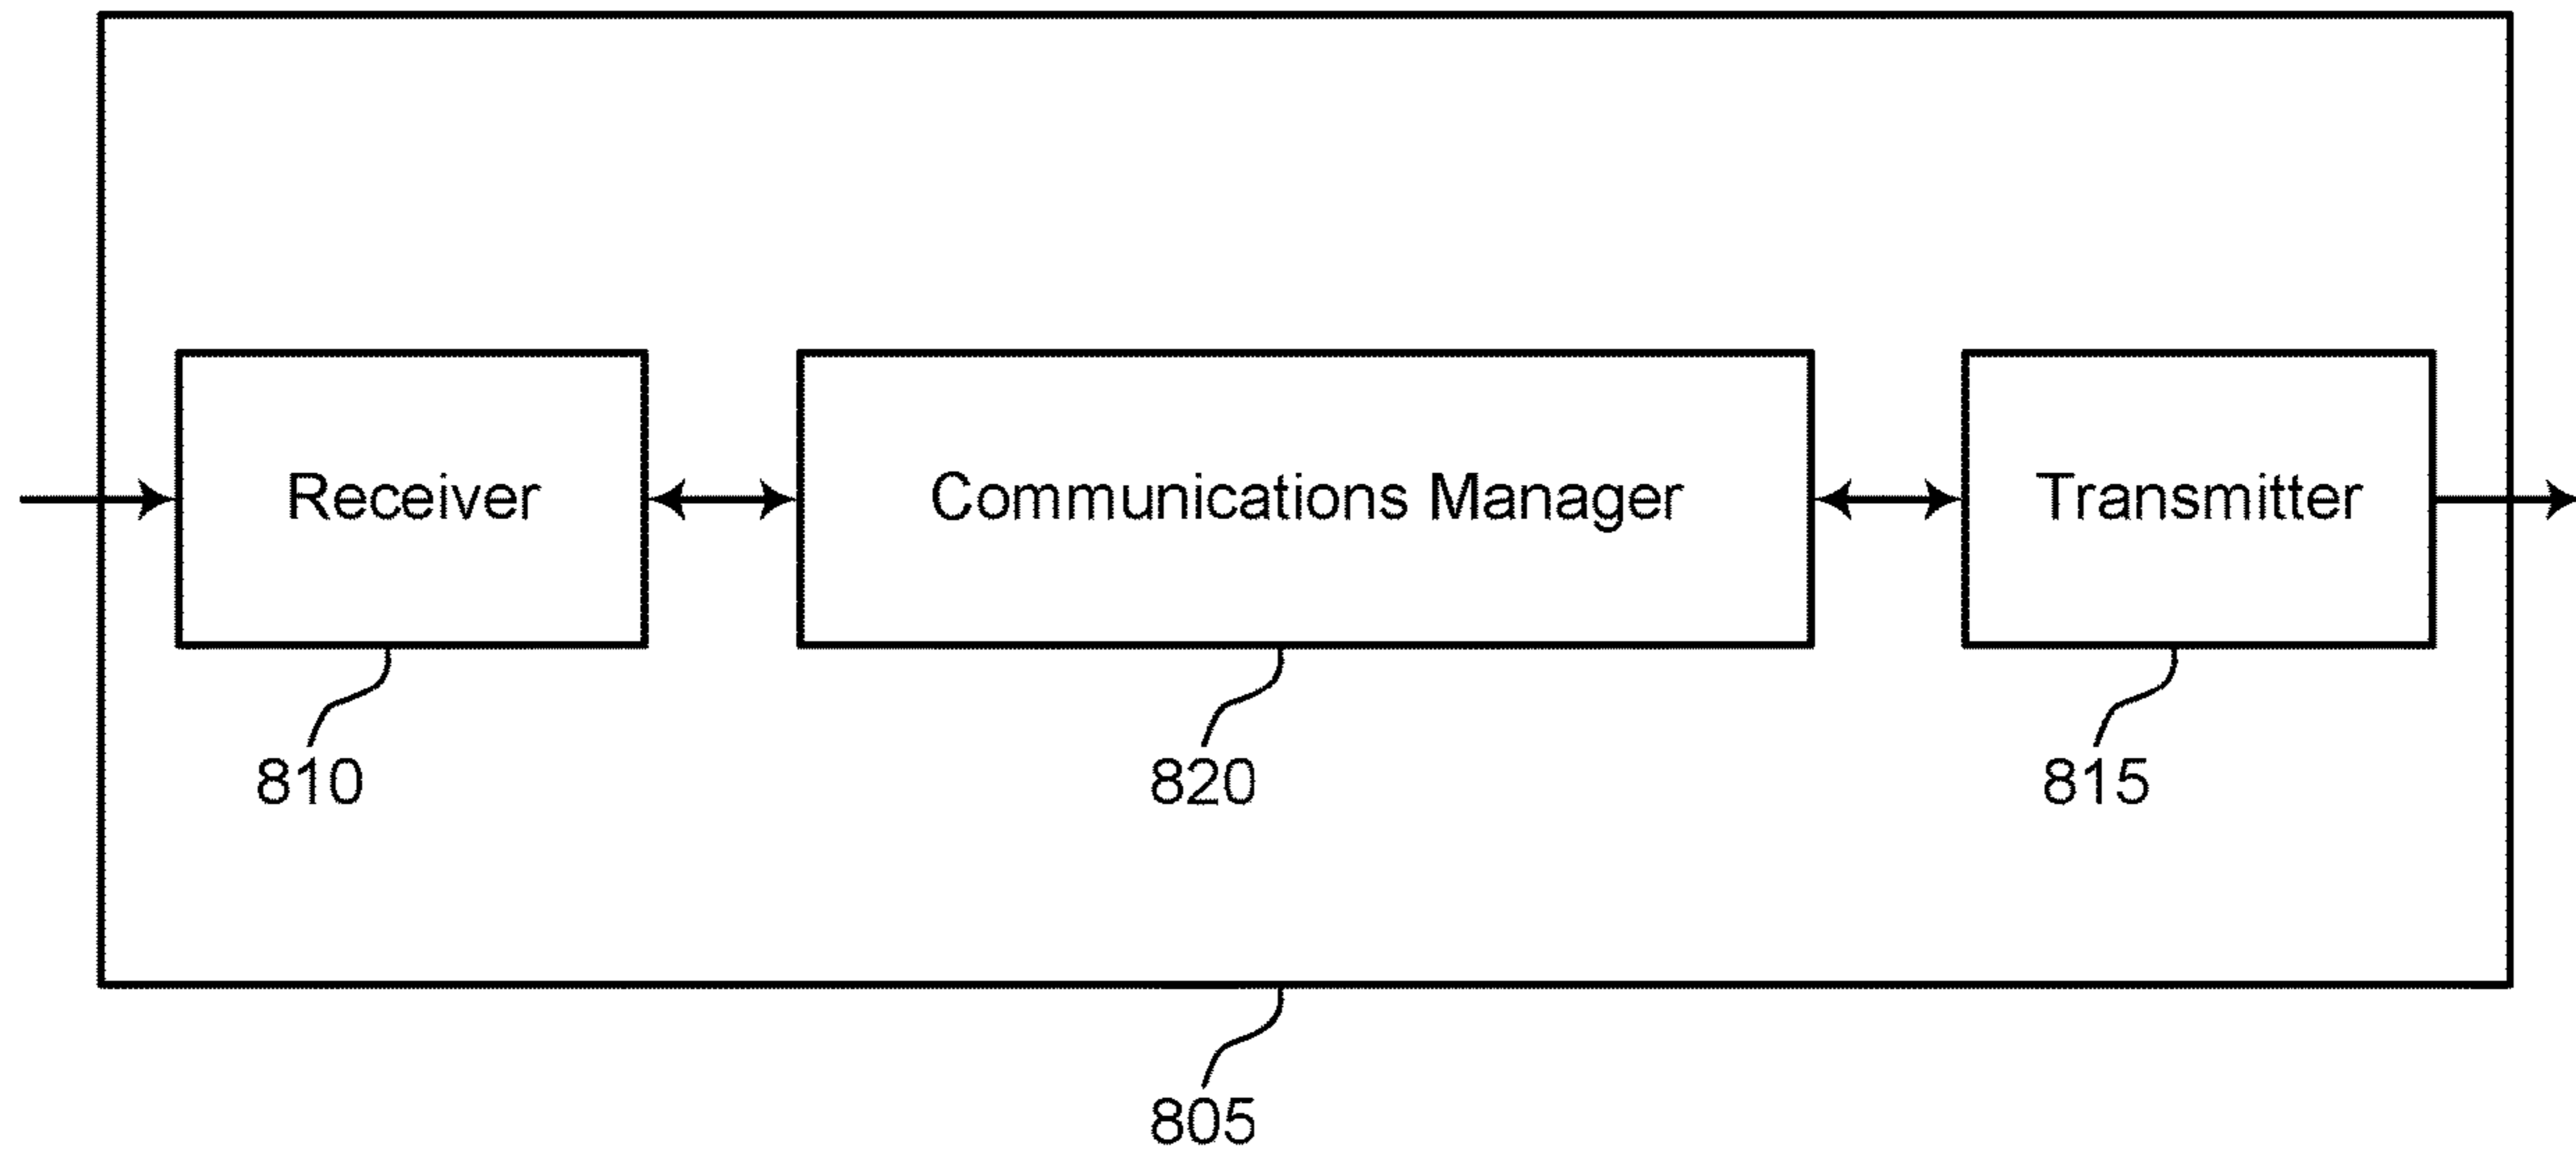 Receiver
Communications Manager
Transmitter
810
820
815
805